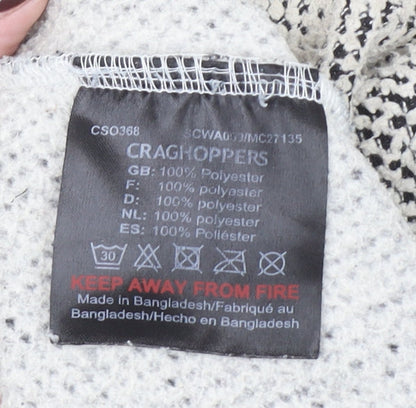 CSO368 SCWA003/MC27135
CRAGHOPPERS
GB: 100% Polyester
F: 100% polyester
D: 100% polyester
NL: 100% polyester
ES: 100% Poliéster
30
KEEP AWAY FROM FIRE
Made in Bangladesh/Fabriqué au
Bangladesh/Hecho en Bangladesh